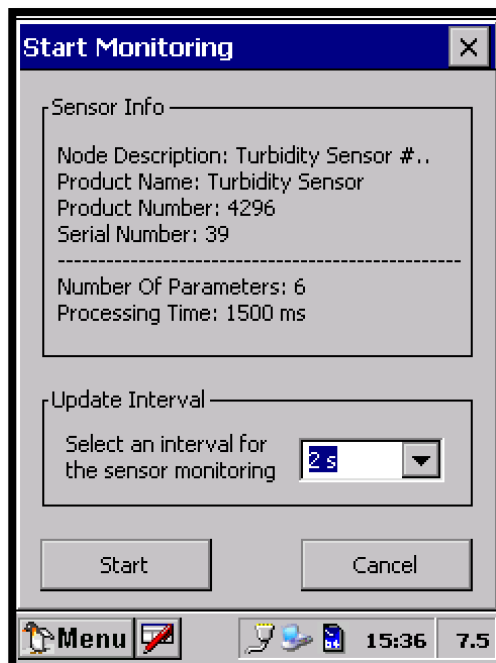 Start Monitoring
Sensor Info
Node Description: Turbidity Sensor #..
Product Name: Turbidity Sensor
Product Number: 4296
Serial Number: 39
--------------------------------------------------
Number Of Parameters: 6
Processing Time: 1500 ms
Update Interval
Select an interval for
the sensor monitoring
2 s
Start
Cancel
Menu
15:36
7.5